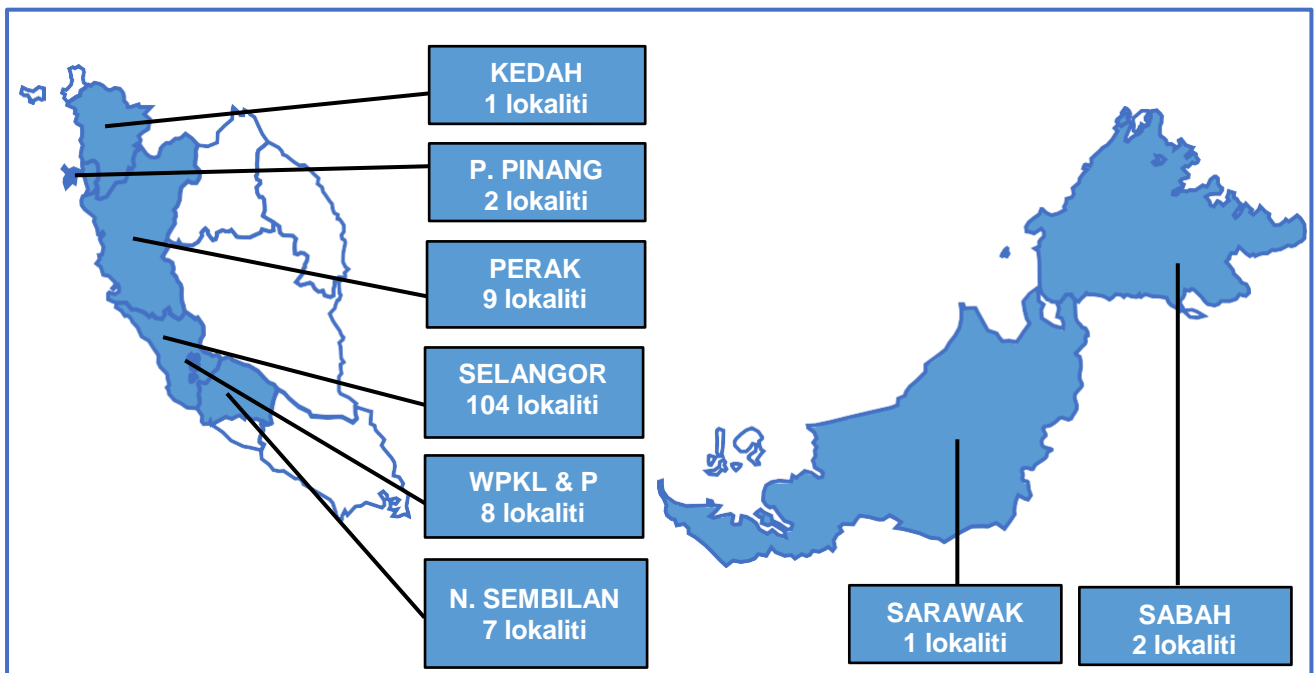 KEDAH
1 lokaliti
P. PINANG
2 lokaliti
PERAK
9 lokaliti
SELANGOR
104 lokaliti
WPKL & P
8 lokaliti
N. SEMBILAN
7 lokaliti
SARAWAK
1 lokaliti
SABAH
2 lokaliti